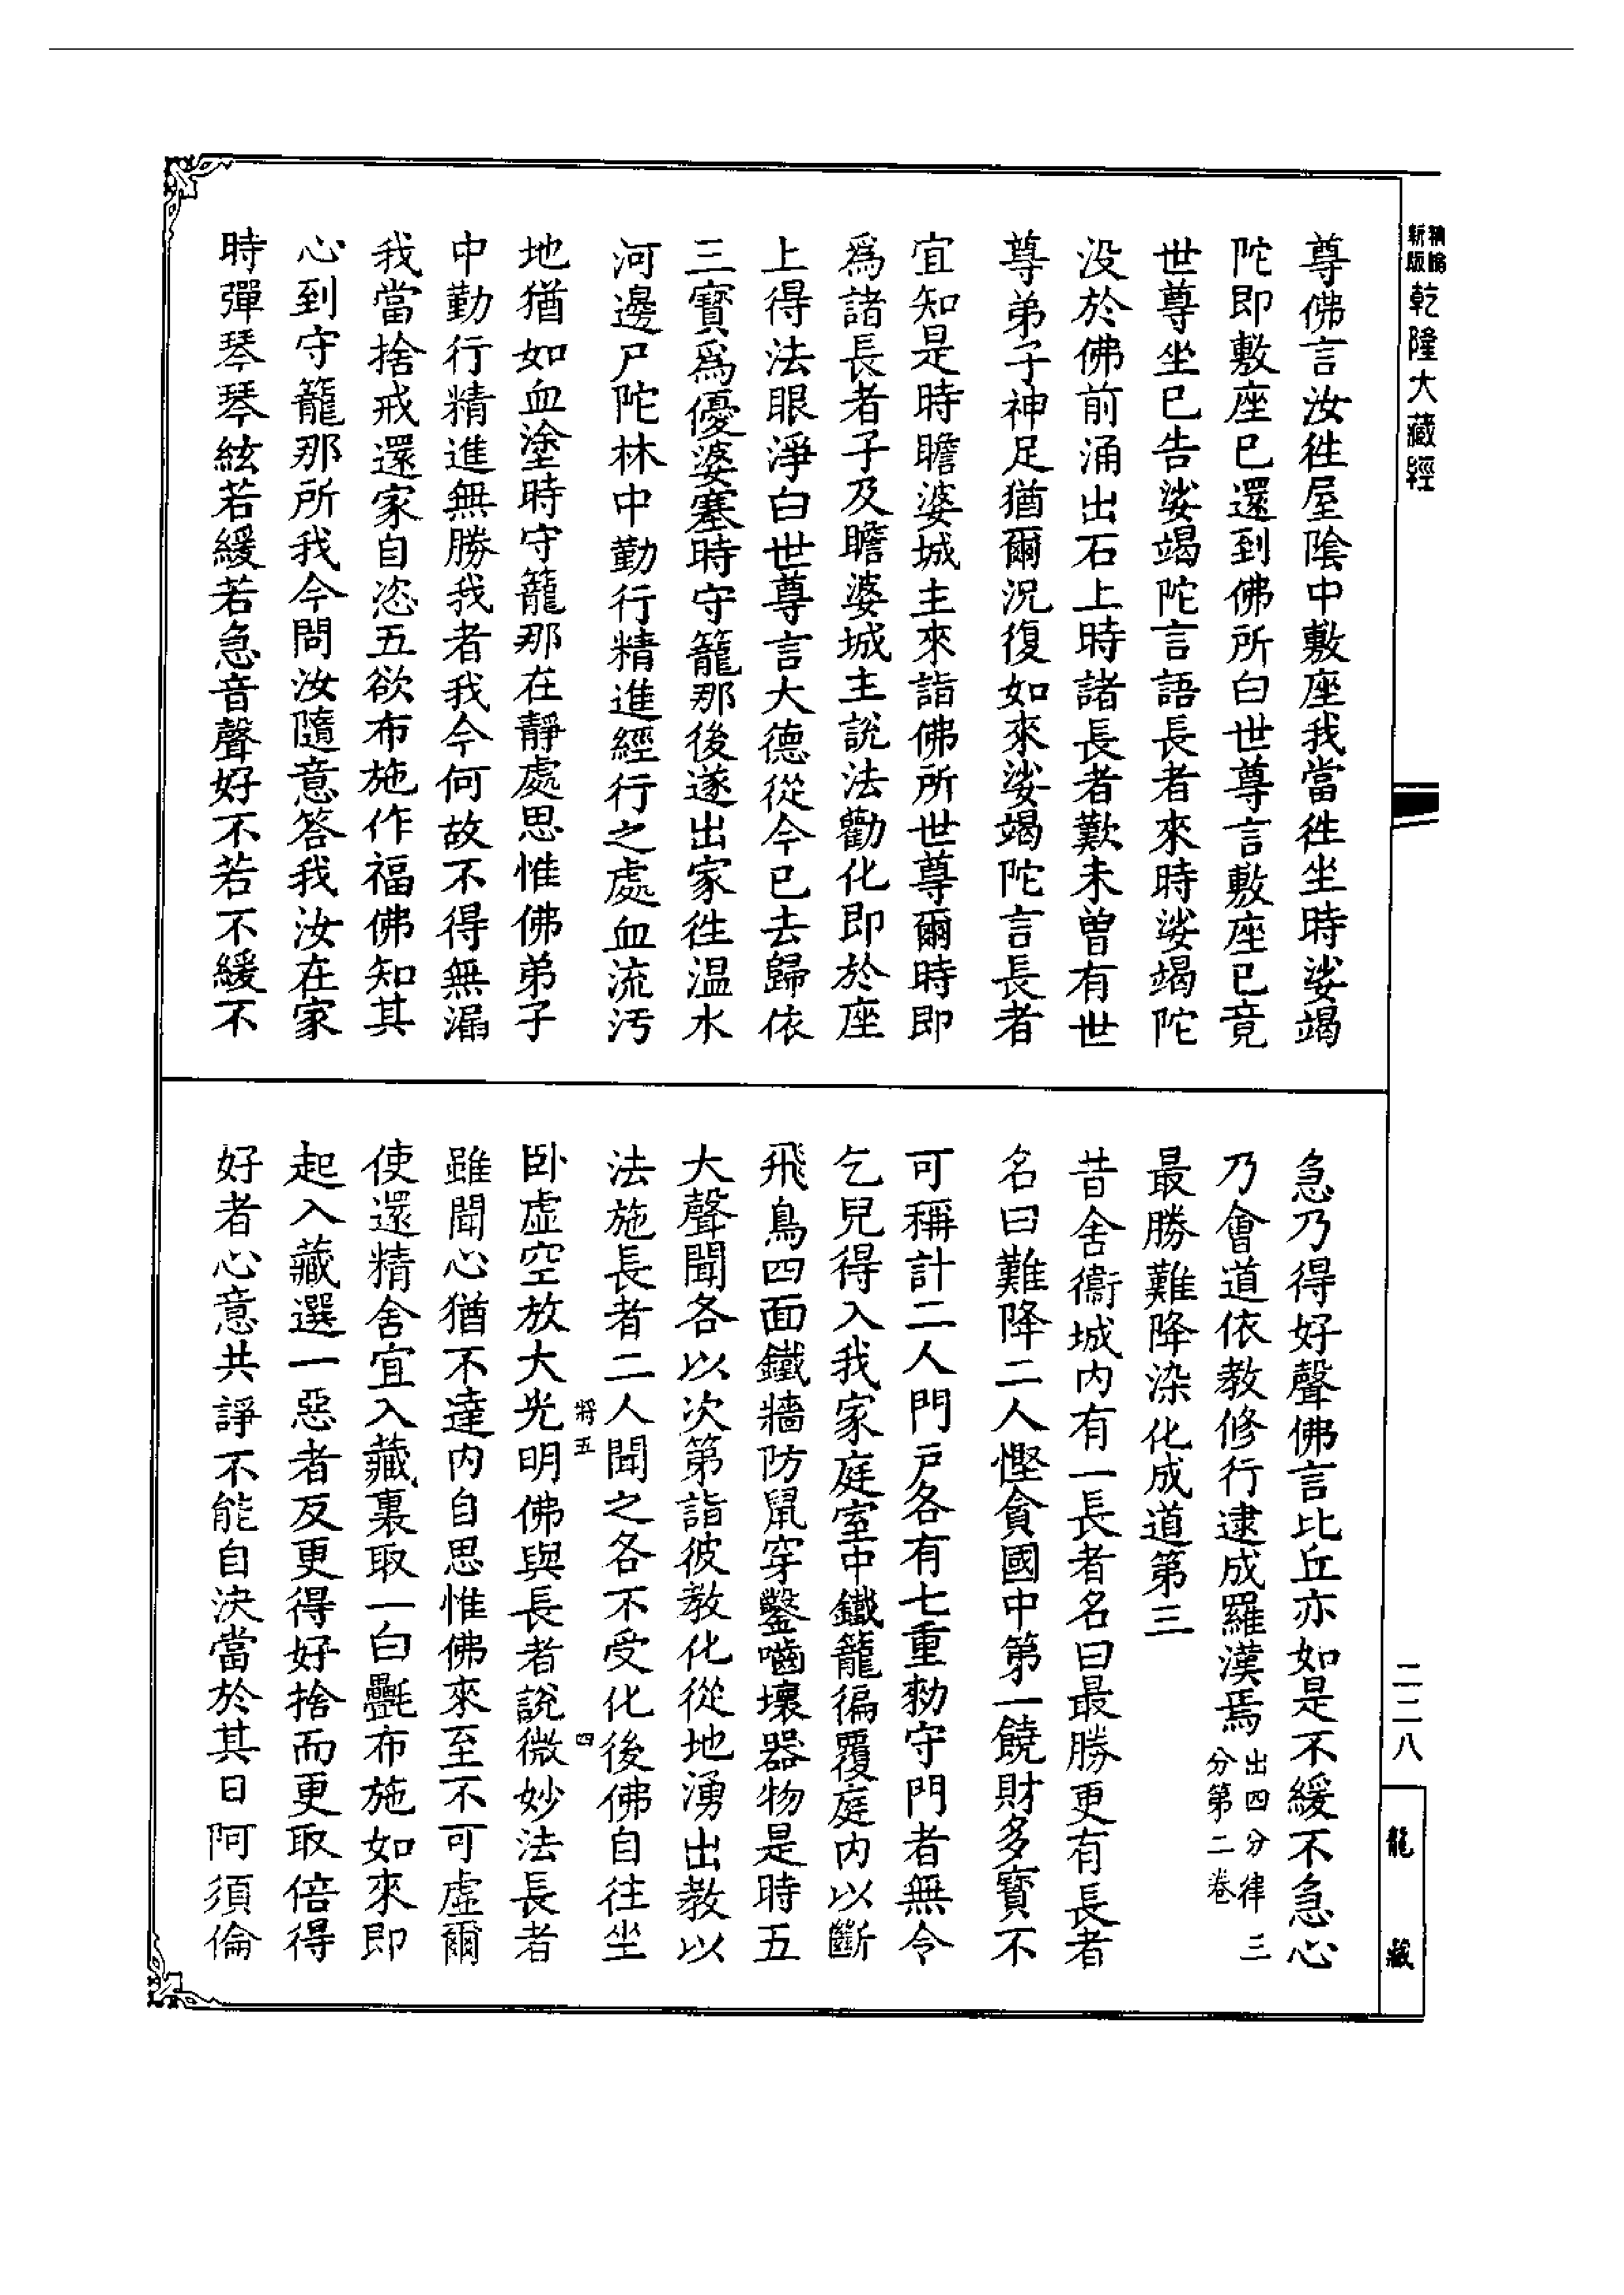 新版
乾隆大藏經
尊佛言汝徃屋陰中敷座我當徃坐時娑竭
陀即敷座已還到佛所白世尊言敷座已竟
世尊坐已告娑竭陀言語長者來時娑竭陀
没於佛前涌出石上時諸長者歎未曾有世
尊弟子神足猶爾況復如來娑竭陀言長者
宜知是時瞻婆城主來詣佛所世尊爾時即
爲諸長者子及瞻婆城主說法勸化即於座
上得法眼淨白世尊言大德從今已去歸依
三寶爲優婆塞時守籠那後遂出家徃温水
河邊尸陀林中勤行精進經行之處血流汚
地猶如血塗時守籠那在靜處思惟佛弟子
中勤行精進無勝我者我今何故不得無漏
我當捨戒還家自恣五欲布施作福佛知其
心到守籠那所我今問汝隨意答我汝在家
時彈琴琴絃若緩若急音聲好不若不緩不
急乃得好聲佛言比丘亦如是不緩不急心
乃會道依教修行逮成羅漢焉出四分律三
分第二卷
最勝難降染化成道第三
昔舍衞城内有一長者名曰最勝更有長者
名曰難降二人慳貪國中第一饒財多寳不
可稱計二人門戸各有七重勑守門者無令
乞兒得入我家庭室中鐵籠徧覆庭内以斷
飛鳥四面鐵牆防鼠穿鑿嚙壞器物是時五
大聲聞各以次第詣彼教化從地湧出教以
法施長者二人聞之各不受化後佛自往坐
將五
四
卧虛空放大光明佛與長者說微妙法長者
雖聞心猶不達内自思惟佛來至不可虛爾
使還精舍宜入藏裏取一白㲲布施如來即
起入藏選一惡者反更得好捨而更取倍得
好者心意共諍不能自決當於其日阿須倫
二二八
龍藏